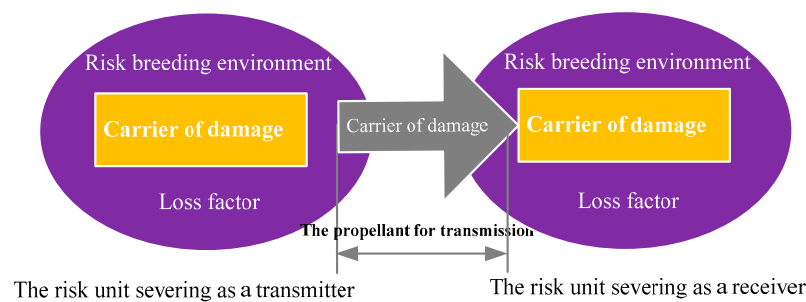 Risk breeding environment
Carrier of damage
Loss factor
Carrier of damage
Risk breeding environment
Carrier of damage
Loss factor
The propellant for transmission
The risk unit severing as a transmitter
The risk unit severing as a receiver